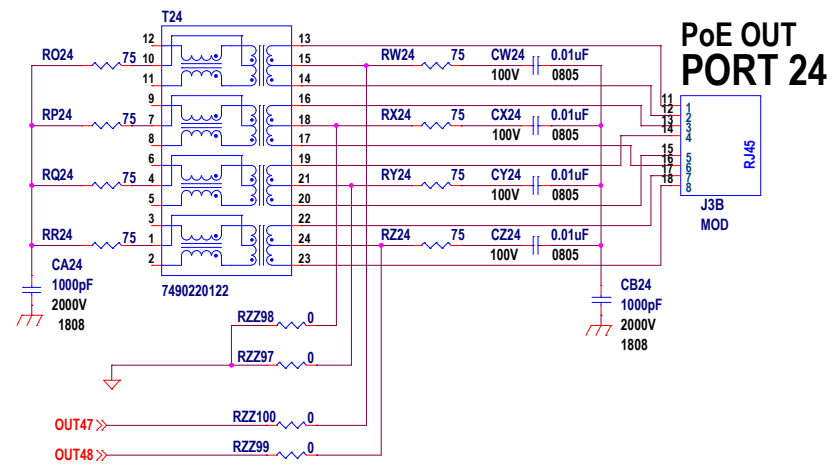 T24
PoE OUT
PORT 24
12
13
RO24
75
10
15
RW24
75
CW24
0.01uF
11
14
100V
0805
9
16
RP24
75
7
18
RX24
75
CX24
0.01uF
8
17
100V
0805
6
19
RQ24
75
4
21
RY24
75
CY24
0.01uF
5
20
100V
0805
3
22
RR24
75
1
24
RZ24
75
CZ24
0.01uF
2
23
100V
0805
11
12
13
14
15
16
17
18
1
2
3
4
5
6
7
8
RJ45
J3B
MOD
CA24
1000pF
2000V
1808
7490220122
CB24
1000pF
2000V
1808
RZZ98
0
RZZ97
0
OUT47
RZZ100
0
OUT48
RZZ99
0